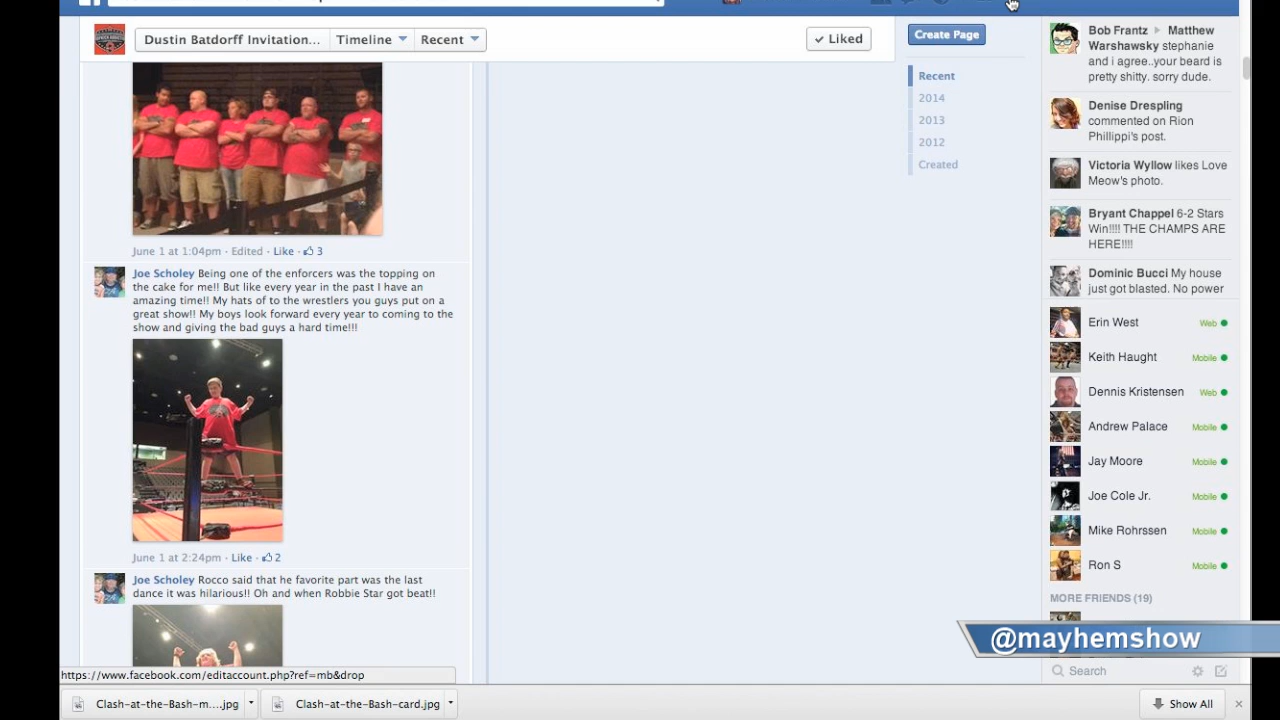 Dustin Batdorff Invitation...
Timeline
Recent
Liked
June 1 at 1:04pm · Edited · Like · 3
Joe Scholey Being one of the enforcers was the topping on
the cake for me!! But like every year in the past I have an
amazing time!! My hats of to the wrestlers you guys put on a
great show!! My boys look forward every year to coming to the
show and giving the bad guys a hard time!!!
June 1 at 2:24pm · Like · 2
Joe Scholey Rocco said that he favorite part was the last
dance it was hilarious!! Oh and when Robbie Star got beat!!
https://www.facebook.com/editaccount.php?ref=mb&drop
Clash-at-the-Bash-m....jpg
Clash-at-the-Bash-card.jpg
Show All
Create Page
Recent
2014
2013
2012
Created
Bob Frantz ▸ Matthew
Warshawsky stephanie
and i agree..your beard is
pretty shitty. sorry dude.
Denise Drespling
commented on Rion
Phillippi's post.
Victoria Wyllow likes Love
Meow's photo.
Bryant Chappel 6-2 Stars
Win!!!! THE CHAMPS ARE
HERE!!!!
Dominic Bucci My house
just got blasted. No power
Erin West Web
Keith Haught Mobile
Dennis Kristensen Web
Andrew Palace Mobile
Jay Moore Mobile
Joe Cole Jr. Mobile
Mike Rohrssen Mobile
Ron S Mobile
MORE FRIENDS (19)
@mayhemshow
Search